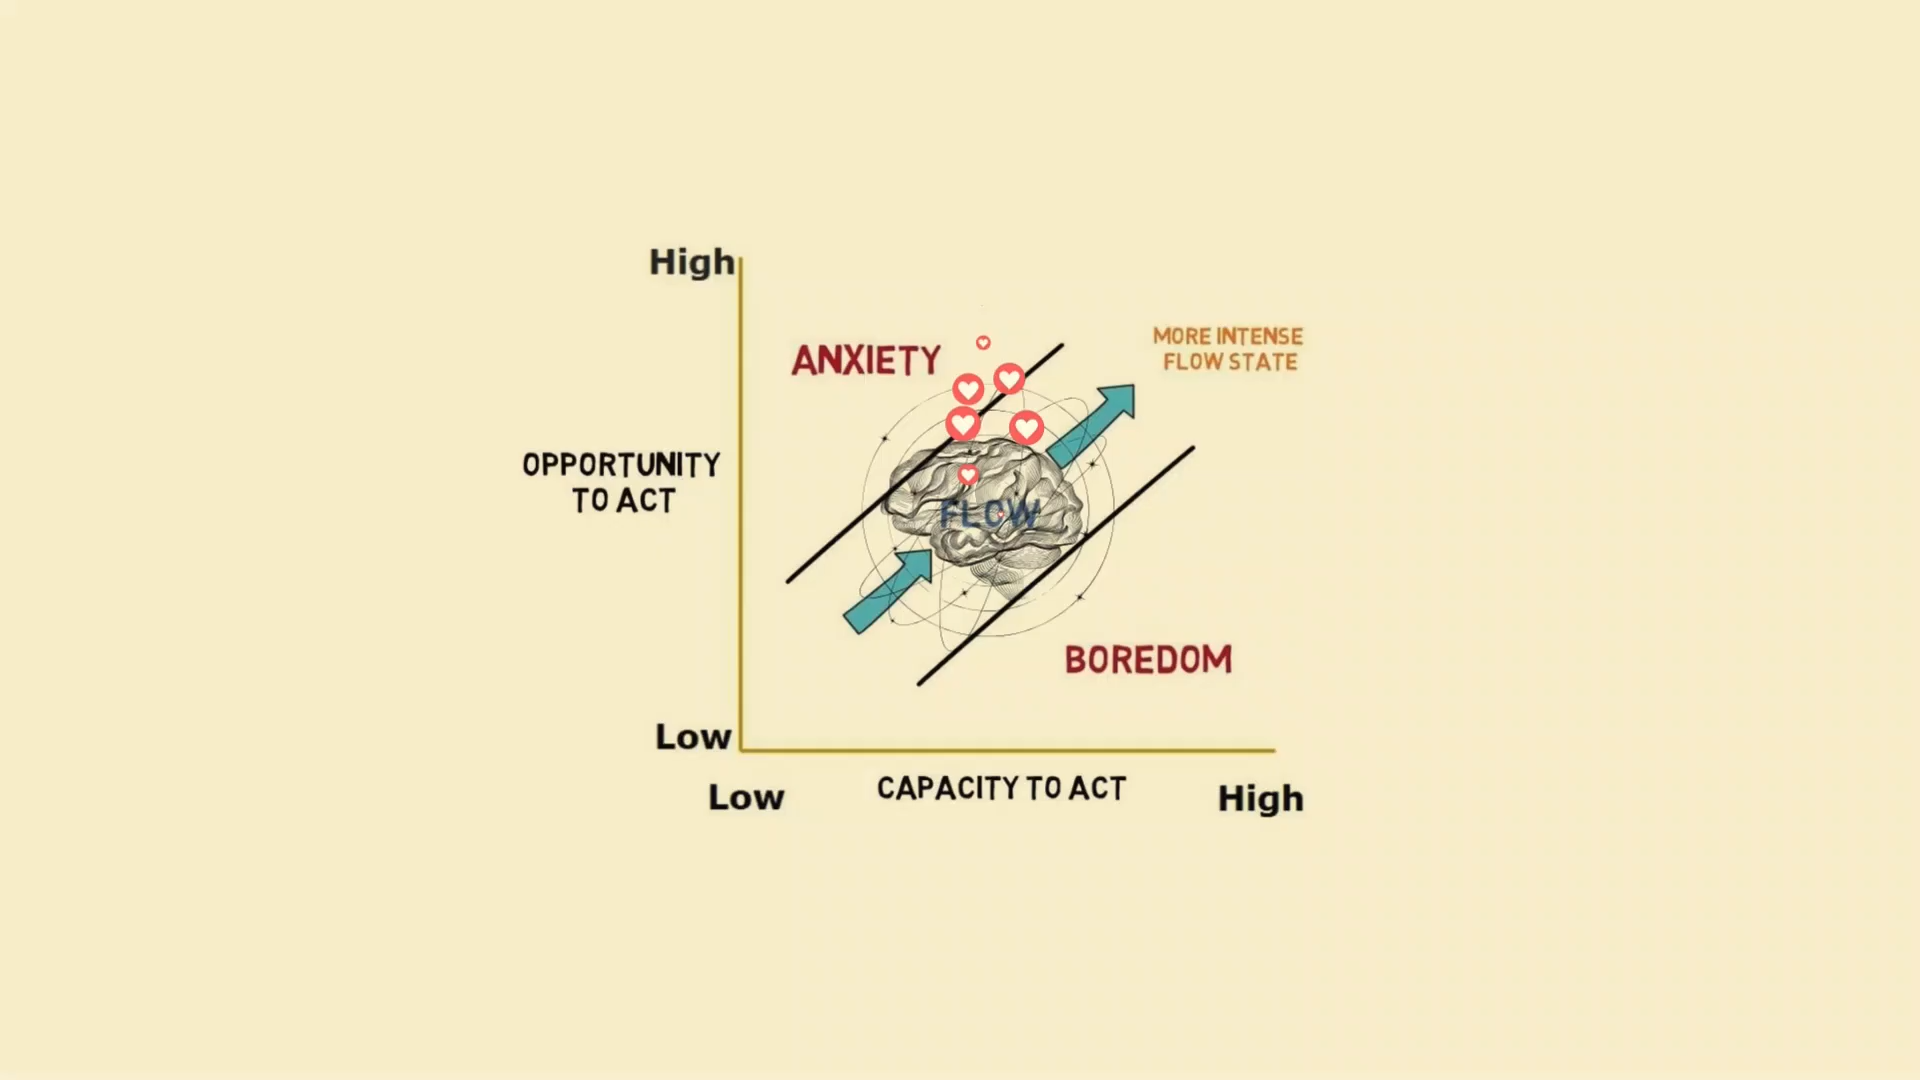 High
ANXIETY
MORE INTENSE
FLOW STATE
OPPORTUNITY
TO ACT
FLOW
BOREDOM
Low
Low
CAPACITY TO ACT
High